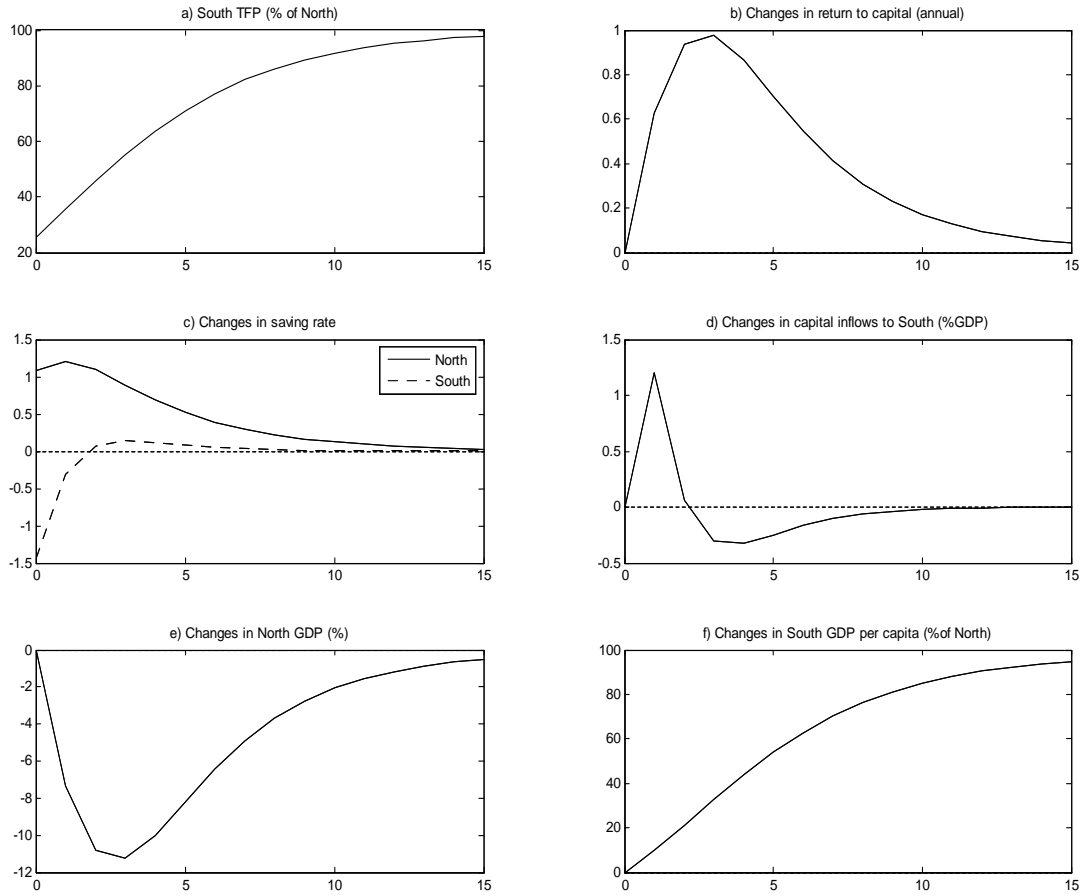 a) South TFP (% of North)
100
80
60
40
20
0 5 10 15
b) Changes in return to capital (annual)
1
0.8
0.6
0.4
0.2
0
0 5 10 15
c) Changes in saving rate
1.5
1
0.5
0
-0.5
-1
-1.5
North
South
0 5 10 15
d) Changes in capital inflows to South (%GDP)
1.5
1
0.5
0
-0.5
0 5 10 15
e) Changes in North GDP (%)
0
-2
-4
-6
-8
-10
-12
0 5 10 15
f) Changes in South GDP per capita (%of North)
100
80
60
40
20
0
0 5 10 15